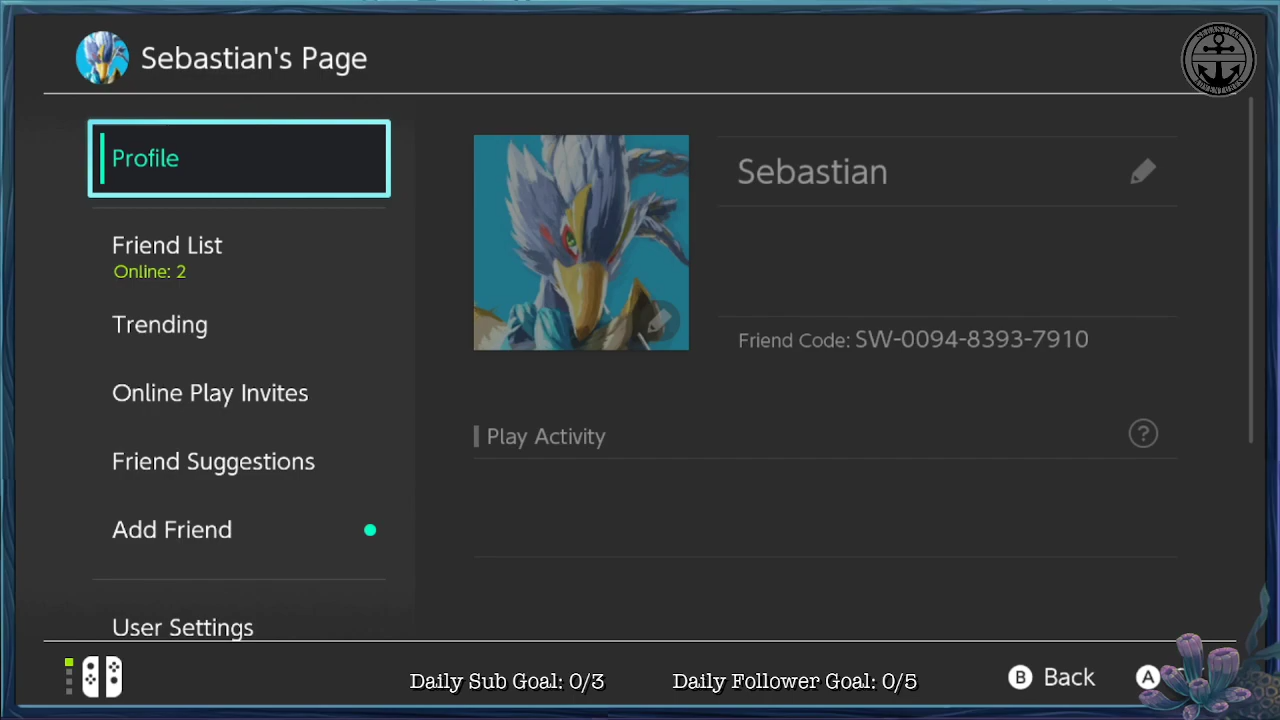 Sebastian's Page
Profile
Friend List
Online: 2
Trending
Online Play Invites
Friend Suggestions
Add Friend
User Settings
Sebastian
Friend Code: SW-0094-8393-7910
Play Activity
?
Daily Sub Goal: 0/3
Daily Follower Goal: 0/5
B Back
A